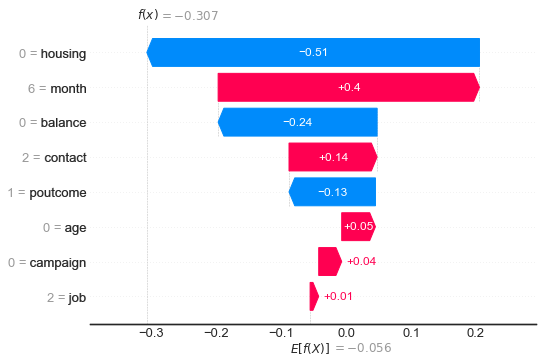 f(x) = −0.307
0 = housing −0.51
6 = month +0.4
0 = balance −0.24
2 = contact +0.14
1 = poutcome −0.13
0 = age +0.05
0 = campaign +0.04
2 = job +0.01
−0.3 −0.2 −0.1 0.0 0.1 0.2
E[f(X)] = −0.056